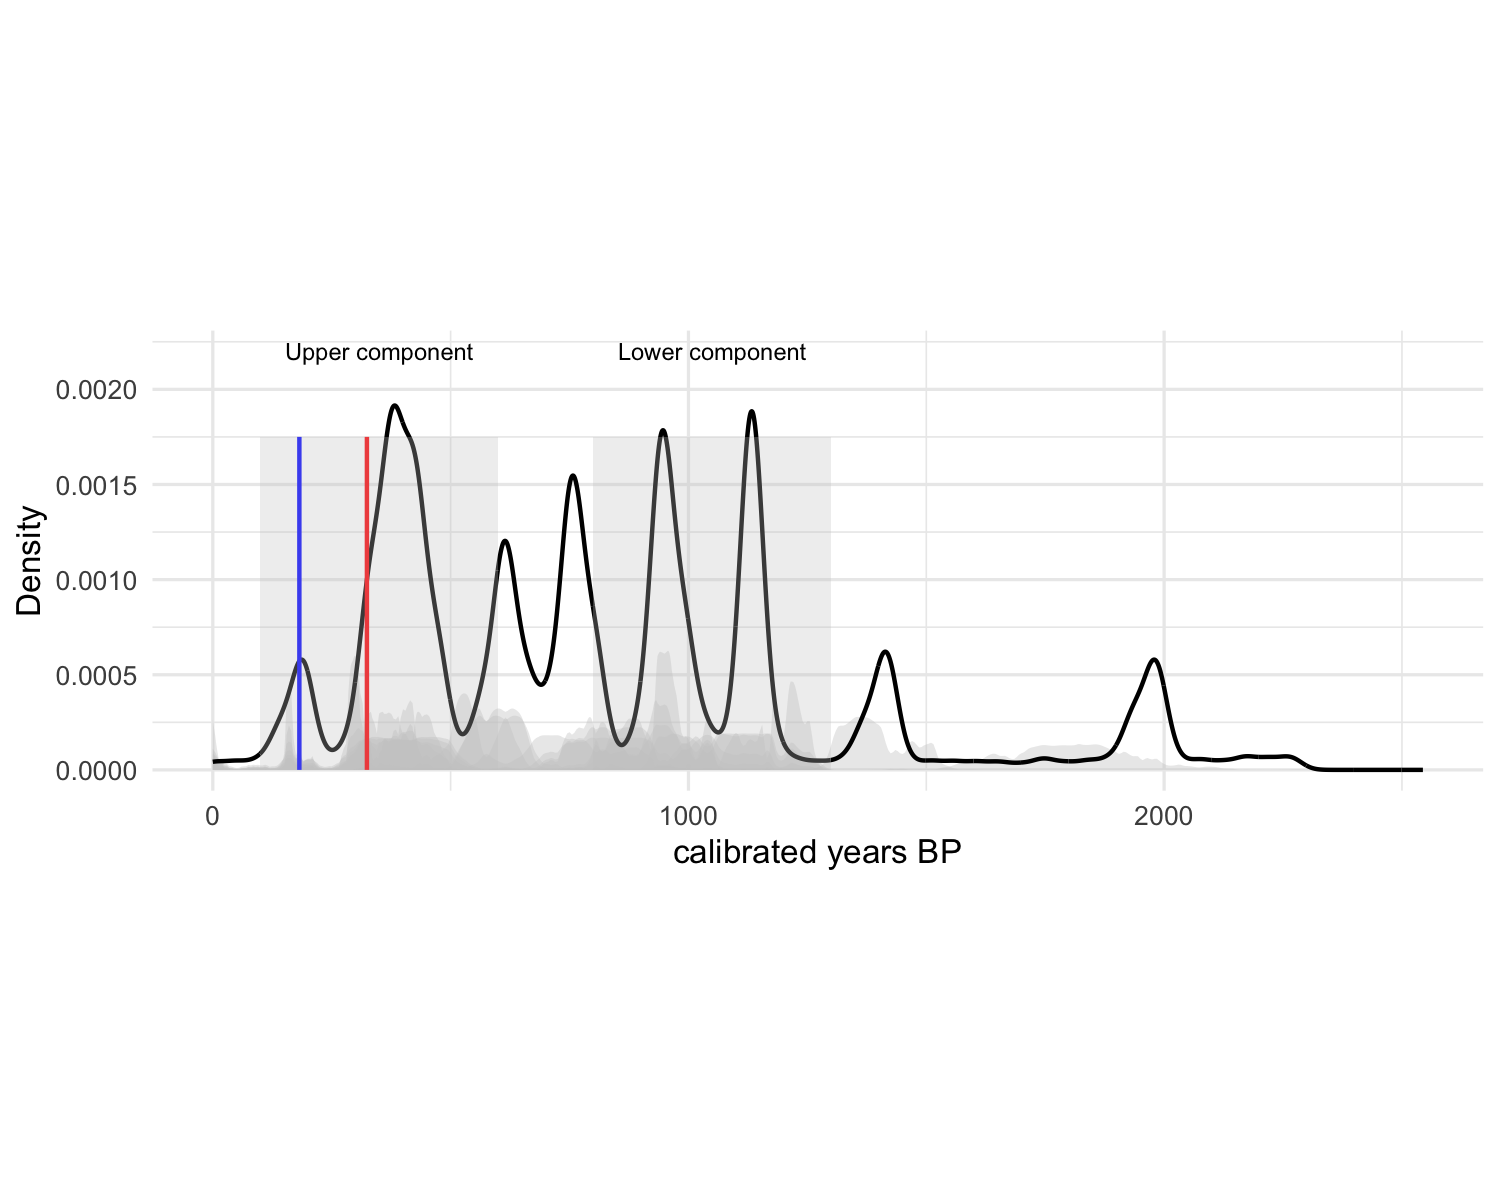 Upper component
Lower component
0.0020
0.0015
0.0010
0.0005
0.0000
Density
0
1000
2000
calibrated years BP